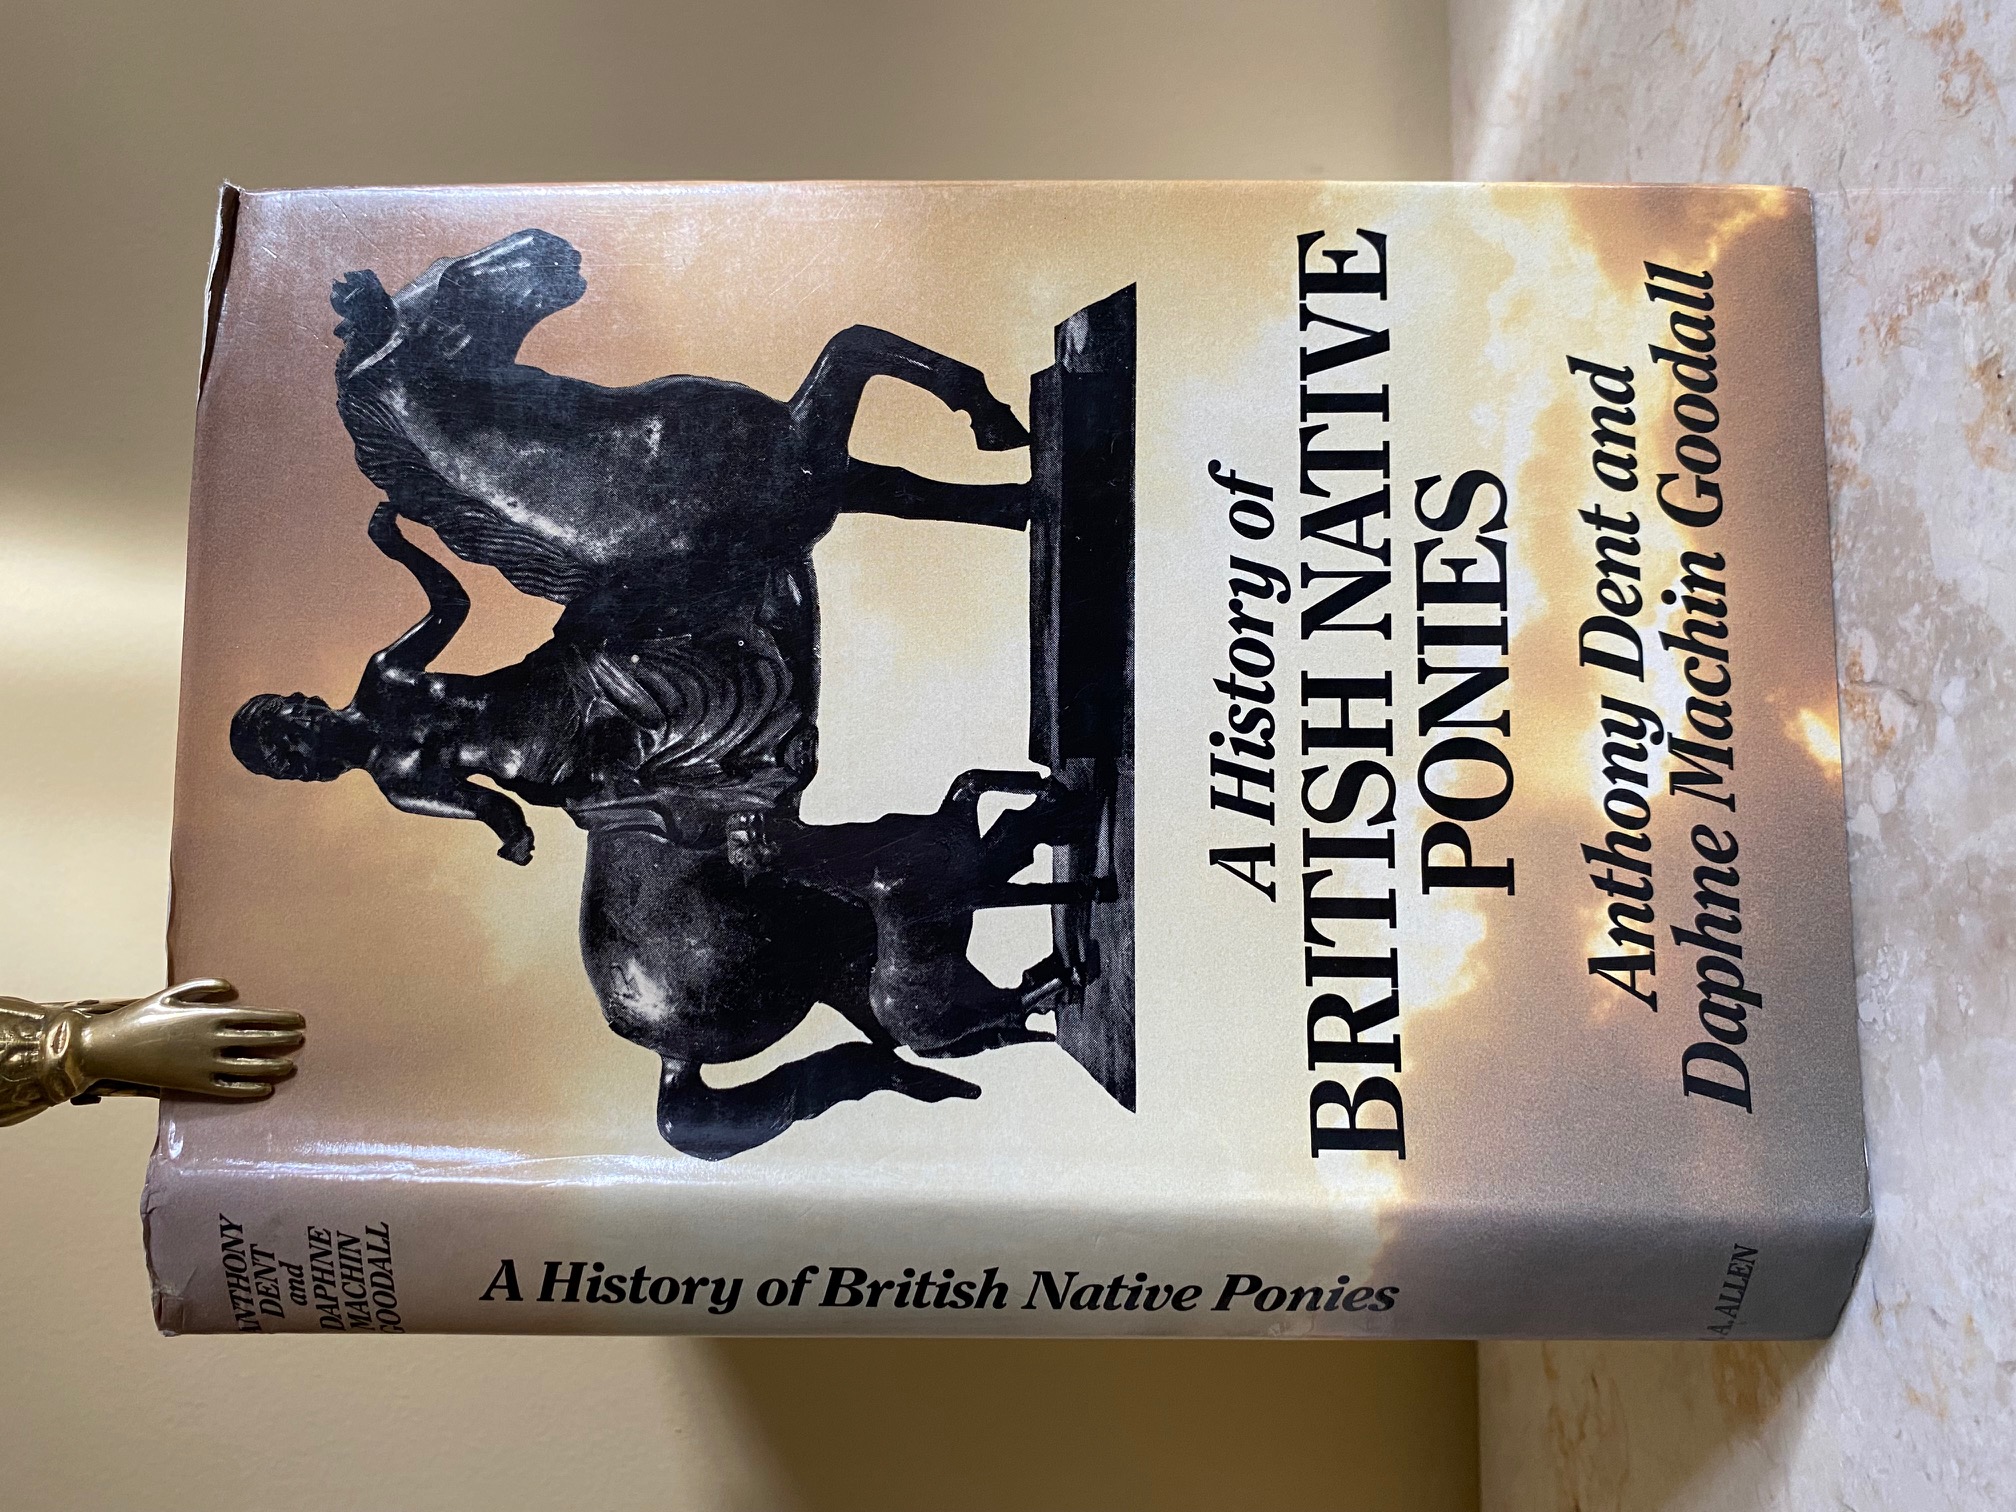 A History of
BRITISH NATIVE
PONIES
Anthony Dent and
Daphne Machin Goodall
ANTHONY
DENT
and
DAPHNE
MACHIN
GOODALL
A History of British Native Ponies
J.A.ALLEN